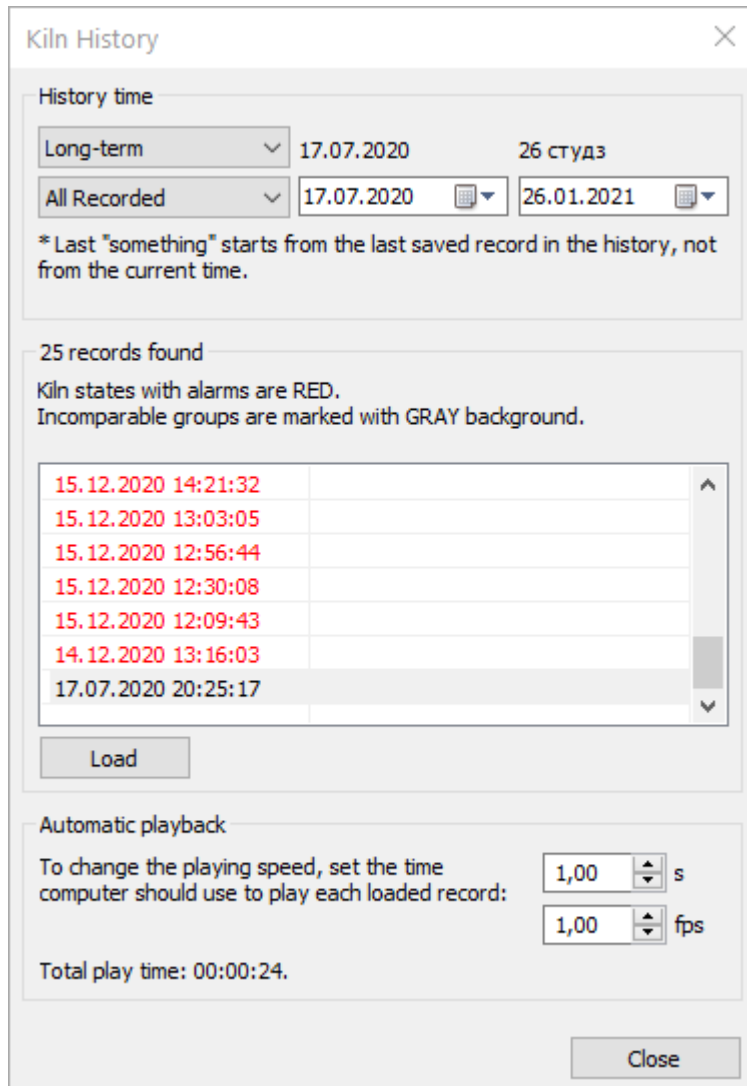 Kiln History
History time
Long-term 17.07.2020 26 студз
All Recorded 17.07.2020 26.01.2021
* Last "something" starts from the last saved record in the history, not
from the current time.
25 records found
Kiln states with alarms are RED.
Incomparable groups are marked with GRAY background.
15.12.2020 14:21:32
15.12.2020 13:03:05
15.12.2020 12:56:44
15.12.2020 12:30:08
15.12.2020 12:09:43
14.12.2020 13:16:03
17.07.2020 20:25:17
Load
Automatic playback
To change the playing speed, set the time
computer should use to play each loaded record:
1,00 s
1,00 fps
Total play time: 00:00:24.
Close